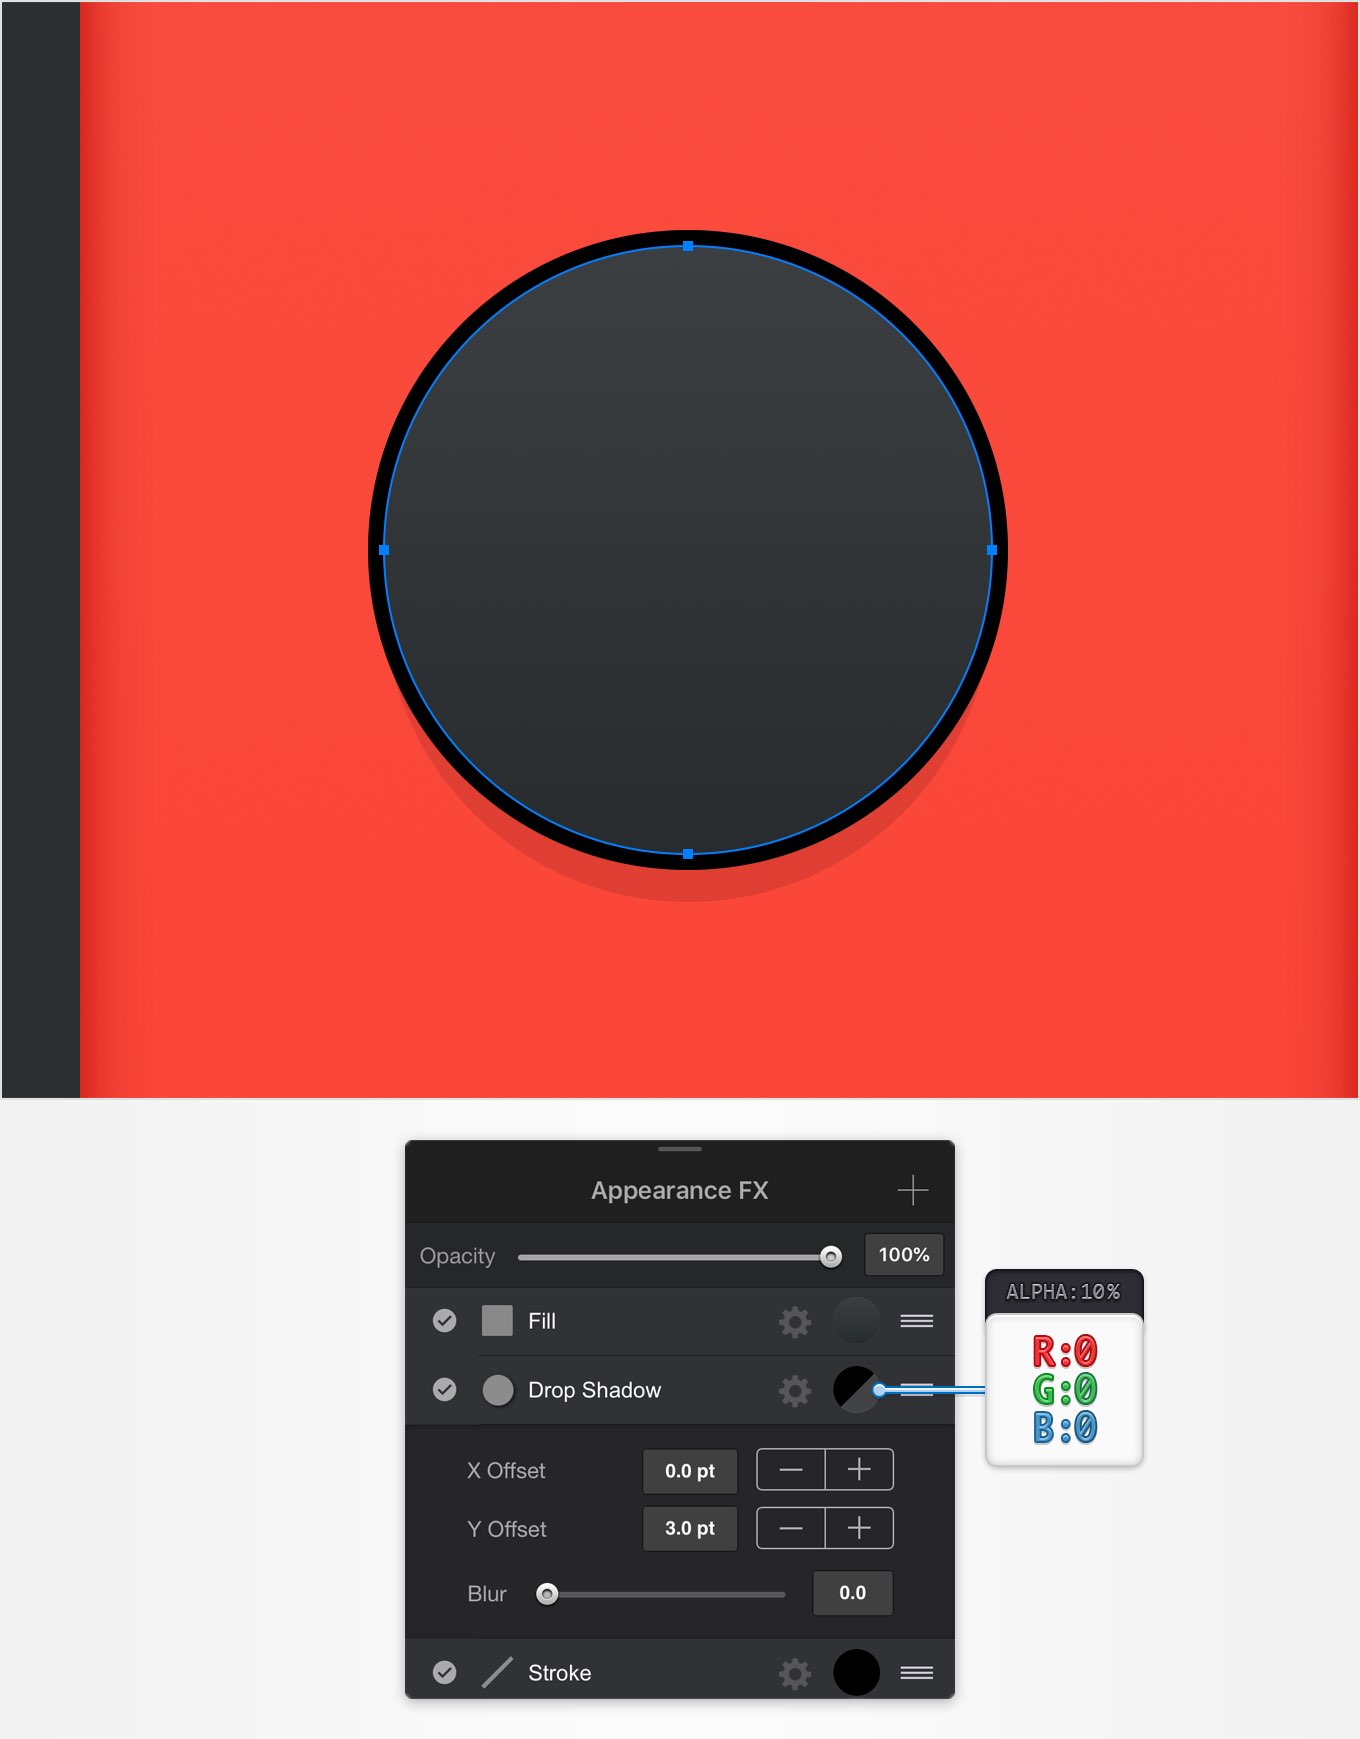 Appearance FX
Opacity 100%
Fill
Drop Shadow
ALPHA:10%
R:0
G:0
B:0
X Offset 0.0 pt
Y Offset 3.0 pt
Blur 0.0
Stroke